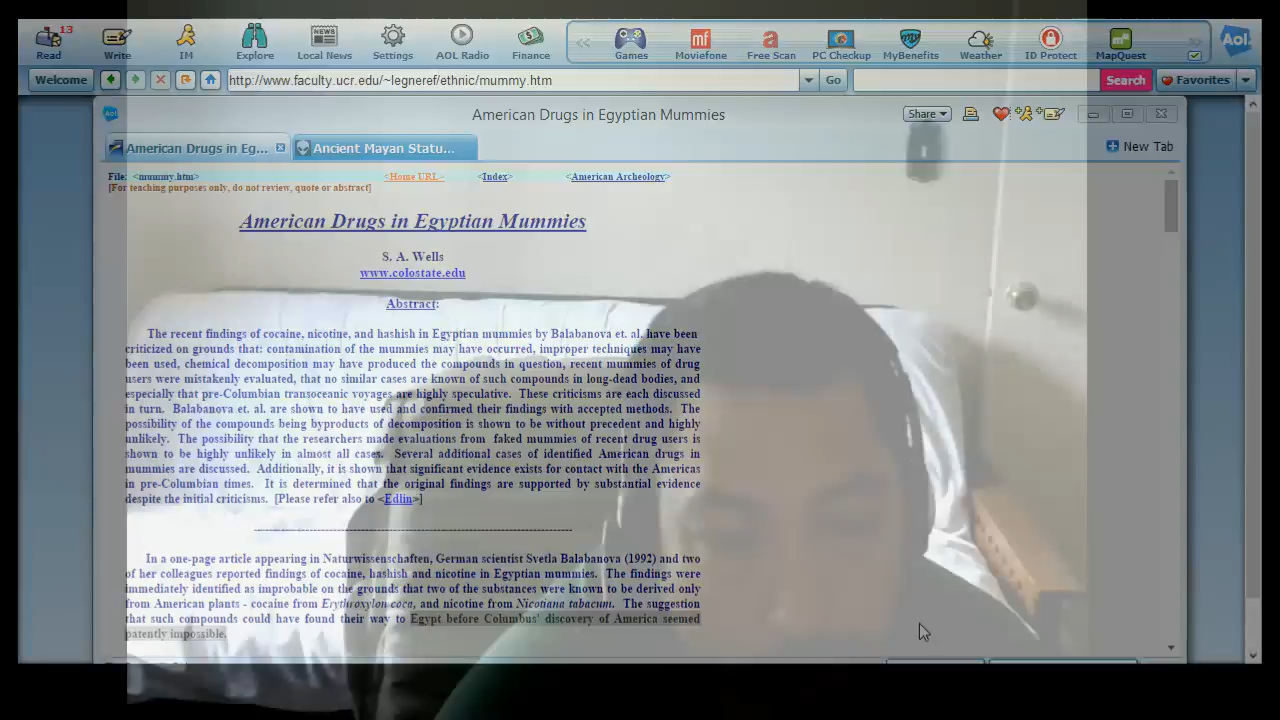 13
Read Write IM Explore Local News Settings AOL Radio Finance Games Moviefone Free Scan PC Checkup MyBenefits Weather ID Protect MapQuest Aol.
NEWS mf a m*
Welcome http://www.faculty.ucr.edu/~legneref/ethnic/mummy.htm Go Search Favorites
Aol American Drugs in Egyptian Mummies Share
American Drugs in Eg... Ancient Mayan Statu... New Tab
File: <mummy.htm> <Home URL> <Index> <American Archeology>
[For teaching purposes only, do not review, quote or abstract]
American Drugs in Egyptian Mummies
S. A. Wells
www.colostate.edu
Abstract:
The recent findings of cocaine, nicotine, and hashish in Egyptian mummies by Balabanova et. al. have been
criticized on grounds that: contamination of the mummies may have occurred, improper techniques may have
been used, chemical decomposition may have produced the compounds in question, recent mummies of drug
users were mistakenly evaluated, that no similar cases are known of such compounds in long-dead bodies, and
especially that pre-Columbian transoceanic voyages are highly speculative. These criticisms are each discussed
in turn. Balabanova et. al. are shown to have used and confirmed their findings with accepted methods. The
possibility of the compounds being byproducts of decomposition is shown to be without precedent and highly
unlikely. The possibility that the researchers made evaluations from faked mummies of recent drug users is
shown to be highly unlikely in almost all cases. Several additional cases of identified American drugs in
mummies are discussed. Additionally, it is shown that significant evidence exists for contact with the Americas
in pre-Columbian times. It is determined that the original findings are supported by substantial evidence
despite the initial criticisms. [Please refer also to <Edlin>]
In a one-page article appearing in Naturwissenschaften, German scientist Svetla Balabanova (1992) and two
of her colleagues reported findings of cocaine, hashish and nicotine in Egyptian mummies. The findings were
immediately identified as improbable on the grounds that two of the substances were known to be derived only
from American plants - cocaine from Erythroxylon coca, and nicotine from Nicotiana tabacum. The suggestion
that such compounds could have found their way to Egypt before Columbus' discovery of America seemed
patently impossible.